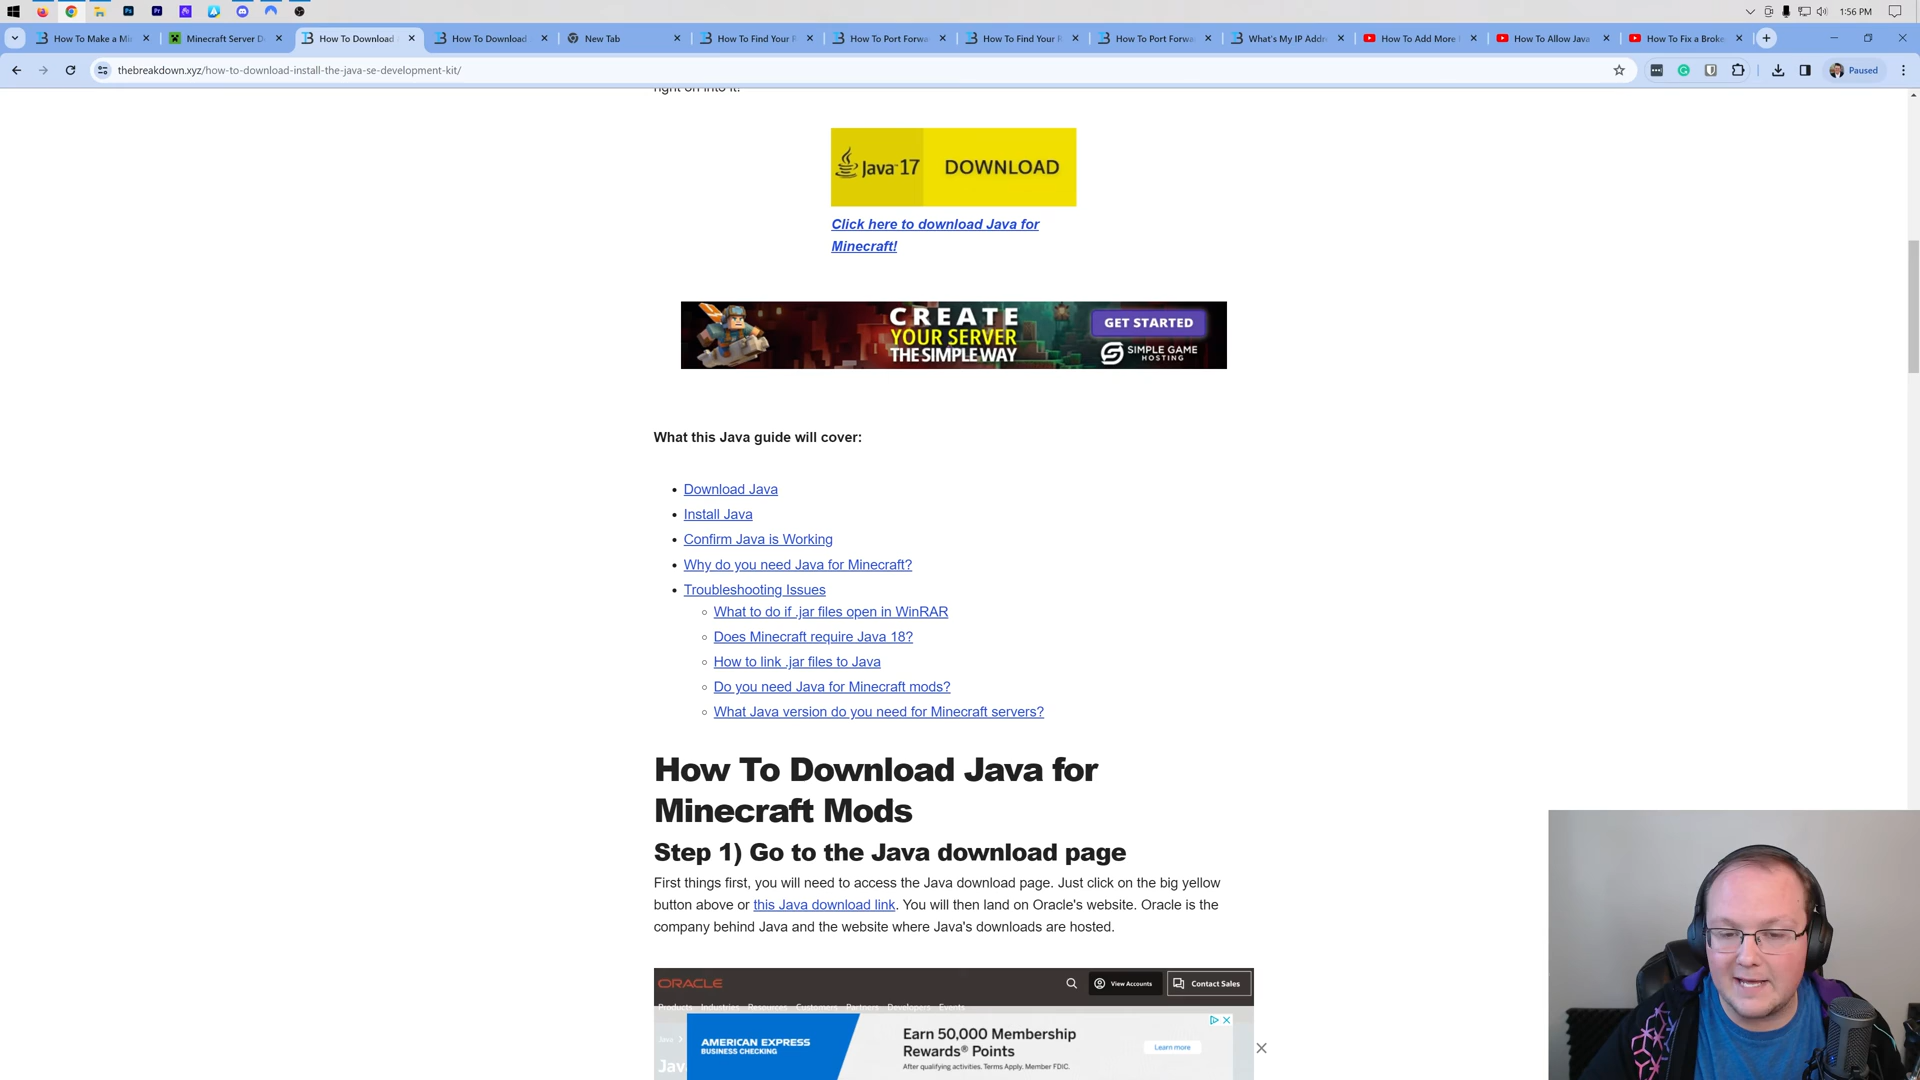 1:56 PM
How To Make a Mi
Minecraft Server D
How To Download
How To Download
New Tab
How To Find Your
How To Port Forwa
How To Find Your
How To Port Forwa
What's My IP Addr
How To Add More
How To Allow Java
How To Fix a Broke
thebreakdown.xyz/how-to-download-install-the-java-se-development-kit/
Paused
right on into it!
Java 17 DOWNLOAD
Click here to download Java for
Minecraft!
CREATE
YOUR SERVER
THE SIMPLE WAY
GET STARTED
SIMPLE GAME
HOSTING
What this Java guide will cover:
Download Java
Install Java
Confirm Java is Working
Why do you need Java for Minecraft?
Troubleshooting Issues
What to do if .jar files open in WinRAR
Does Minecraft require Java 18?
How to link .jar files to Java
Do you need Java for Minecraft mods?
What Java version do you need for Minecraft servers?
How To Download Java for
Minecraft Mods
Step 1) Go to the Java download page
First things first, you will need to access the Java download page. Just click on the big yellow
button above or this Java download link. You will then land on Oracle's website. Oracle is the
company behind Java and the website where Java's downloads are hosted.
ORACLE
View Accounts
Contact Sales
Products Industries Resources Customers Partners Developers Events
AMERICAN EXPRESS
BUSINESS CHECKING
Earn 50,000 Membership
Rewards® Points
After qualifying activities. Terms Apply. Member FDIC.
Learn more